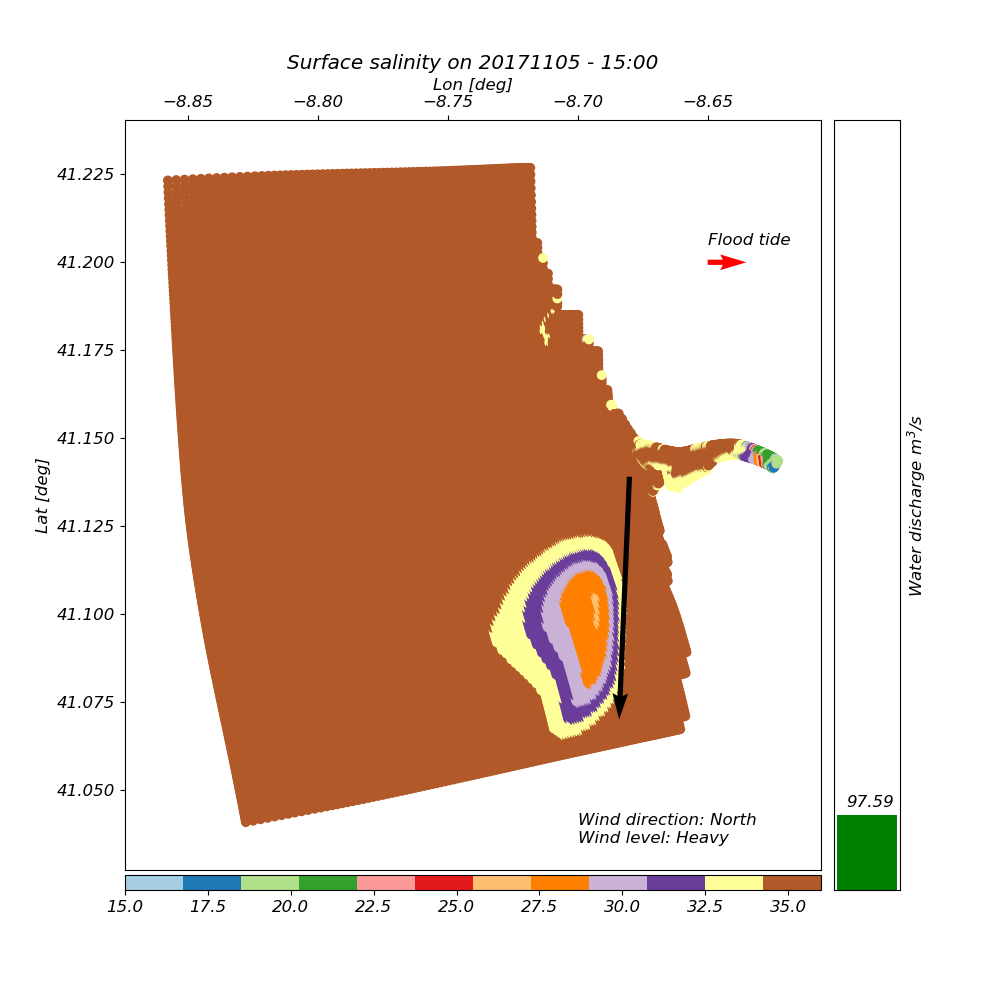 Surface salinity on 20171105 - 15:00
Lon [deg]
−8.85 −8.80 −8.75 −8.70 −8.65
41.225
41.200
41.175
41.150
41.125
41.100
41.075
41.050
Lat [deg]
Flood tide
Wind direction: North
Wind level: Heavy
97.59
Water discharge m³/s
15.0 17.5 20.0 22.5 25.0 27.5 30.0 32.5 35.0